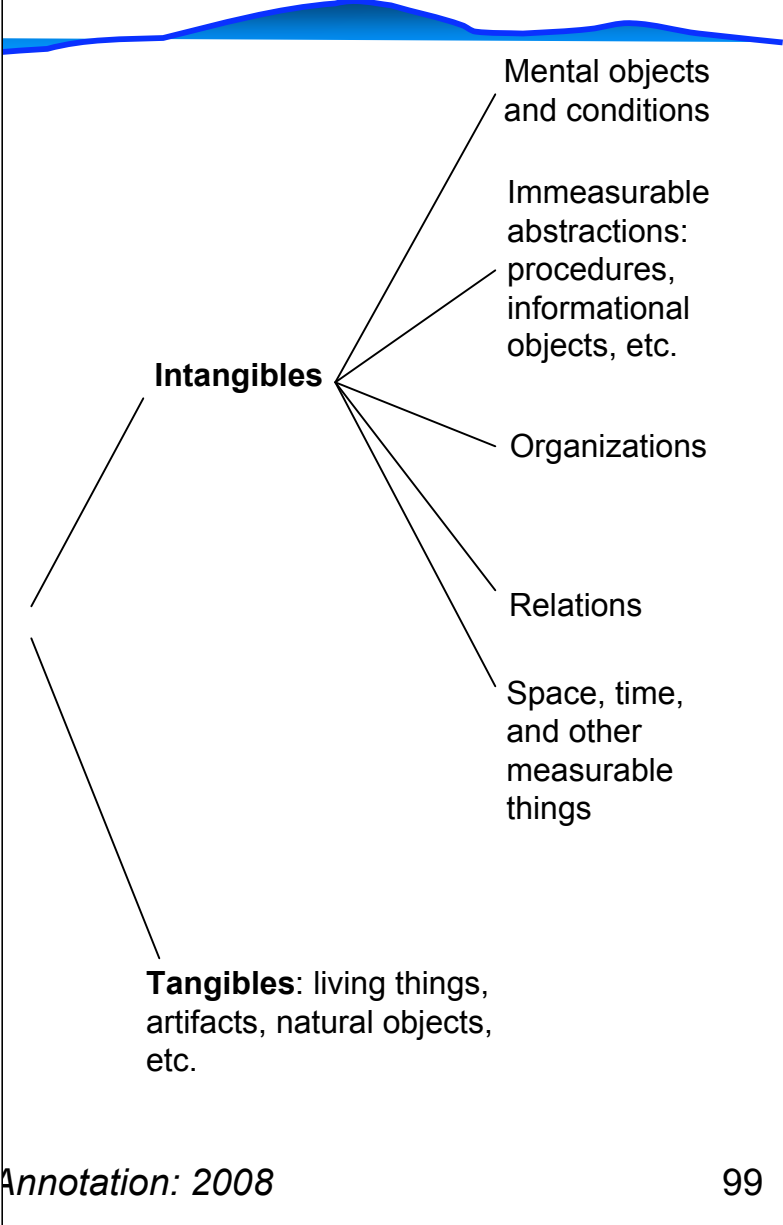 Mental objects
and conditions
Immeasurable
abstractions:
procedures,
informational
objects, etc.
Intangibles
Organizations
Relations
Space, time,
and other
measurable
things
Tangibles: living things,
artifacts, natural objects,
etc.
Annotation: 2008
99